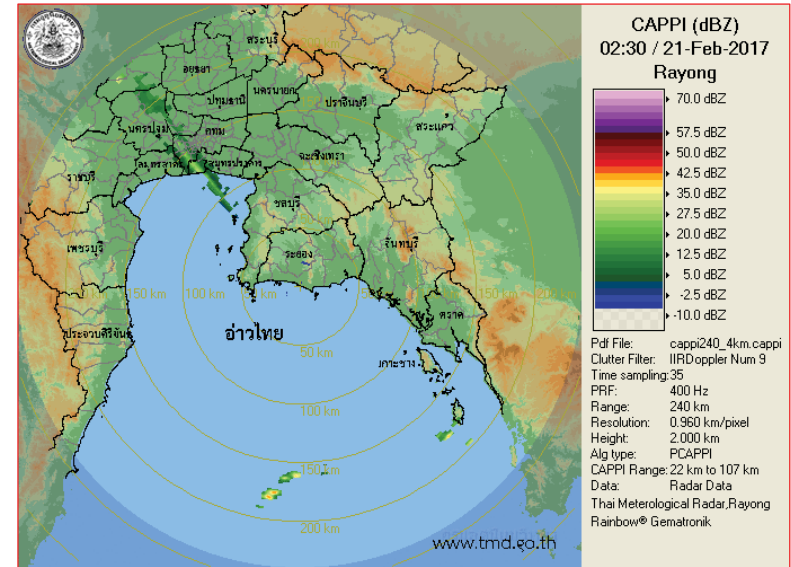 CAPPI (dBZ)
02:30 / 21-Feb-2017
Rayong
70.0 dBZ
57.5 dBZ
50.0 dBZ
42.5 dBZ
35.0 dBZ
27.5 dBZ
20.0 dBZ
12.5 dBZ
5.0 dBZ
-2.5 dBZ
-10.0 dBZ
Pdf File: cappi240_4km.cappi
Clutter Filter: IIRDoppler Num 9
Time sampling:35
PRF: 400 Hz
Range: 240 km
Resolution: 0.960 km/pixel
Height: 2.000 km
Alg type: PCAPPI
CAPPI Range: 22 km to 107 km
Data: Radar Data
Thai Meterological Radar,Rayong
Rainbow® Gematronik
สระบุรี
อยุธยา
นครนายก
ปทุมธานี
ปราจีนบุรี
สระแก้ว
นครปฐม
กทม
สมุทรปราการ
ฉะเชิงเทรา
ราชบุรี
ชลบุรี
เพชรบุรี
ระยอง
จันทบุรี
150 km
100 km
ตราด
ประจวบคีรีขันธ์
อ่าวไทย
50 km
เกาะช้าง
100 km
150 km
200 km
www.tmd.go.th